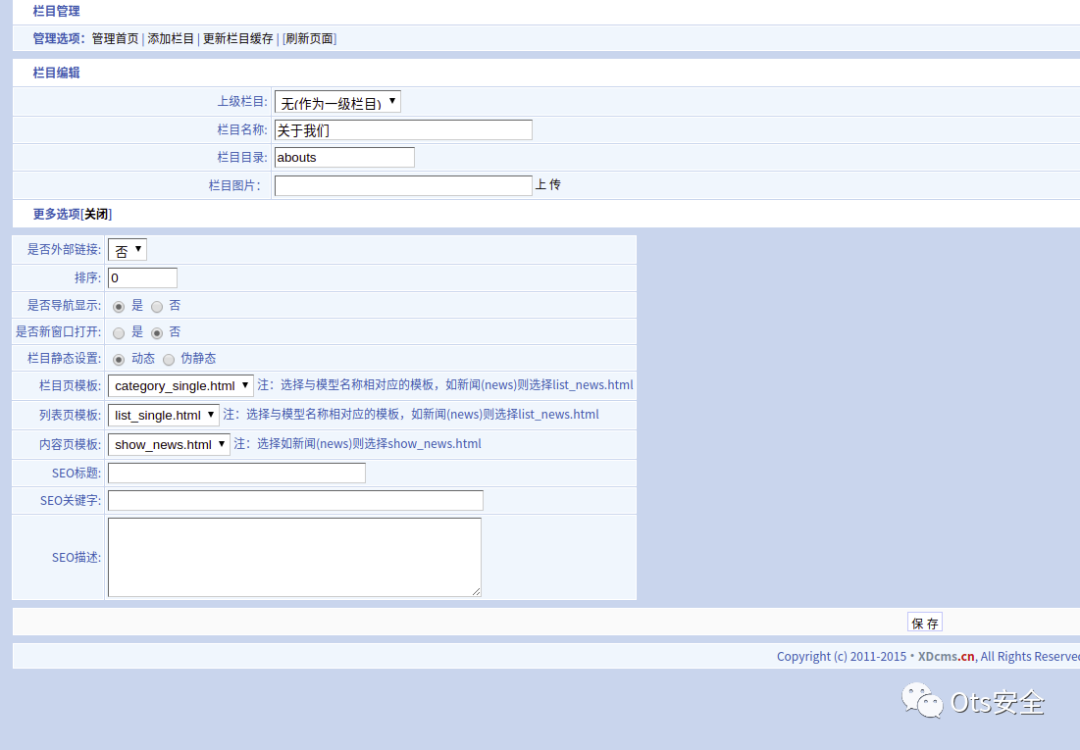 栏目管理
管理选项：管理首页 | 添加栏目 | 更新栏目缓存 | [刷新页面]
栏目编辑
上级栏目: 无(作为一级栏目)
栏目名称: 关于我们
栏目目录: abouts
栏目图片： 上 传
更多选项[关闭]
是否外部链接: 否
排序: 0
是否导航显示: 是 否
是否新窗口打开: 是 否
栏目静态设置: 动态 伪静态
栏目页模板: category_single.html 注：选择与模型名称相对应的模板，如新闻(news)则选择list_news.html
列表页模板: list_single.html 注：选择与模型名称相对应的模板，如新闻(news)则选择list_news.html
内容页模板: show_news.html 注：选择如新闻(news)则选择show_news.html
SEO标题:
SEO关键字:
SEO描述:
保 存
Copyright (c) 2011-2015 • XDcms.cn, All Rights Reserve
Ots安全